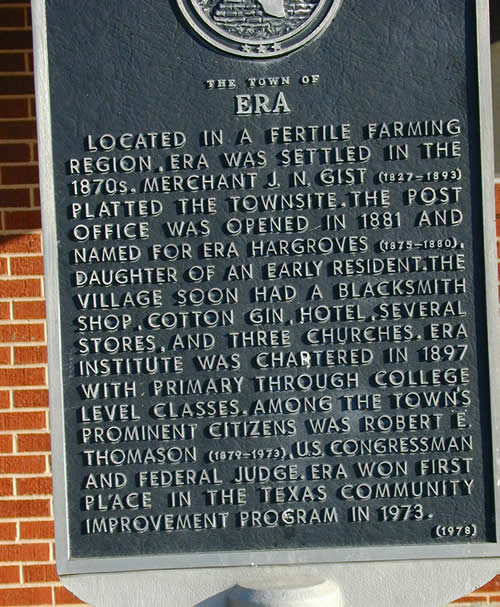 THE TOWN OF
ERA
LOCATED IN A FERTILE FARMING
REGION, ERA WAS SETTLED IN THE
1870s. MERCHANT J. N. GIST (1827-1893)
PLATTED THE TOWNSITE. THE POST
OFFICE WAS OPENED IN 1881 AND
NAMED FOR ERA HARGROVES (1875-1880),
DAUGHTER OF AN EARLY RESIDENT. THE
VILLAGE SOON HAD A BLACKSMITH
SHOP, COTTON GIN, HOTEL, SEVERAL
STORES, AND THREE CHURCHES. ERA
INSTITUTE WAS CHARTERED IN 1897
WITH PRIMARY THROUGH COLLEGE
LEVEL CLASSES. AMONG THE TOWN'S
PROMINENT CITIZENS WAS ROBERT E.
THOMASON (1879-1973), U.S. CONGRESSMAN
AND FEDERAL JUDGE. ERA WON FIRST
PLACE IN THE TEXAS COMMUNITY
IMPROVEMENT PROGRAM IN 1973.
(1978)